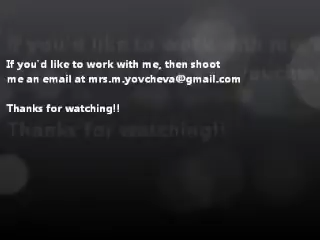 If you'd like to work with me, then shoot
me an email at mrs.m.yovcheva@gmail.com
Thanks for watching!!